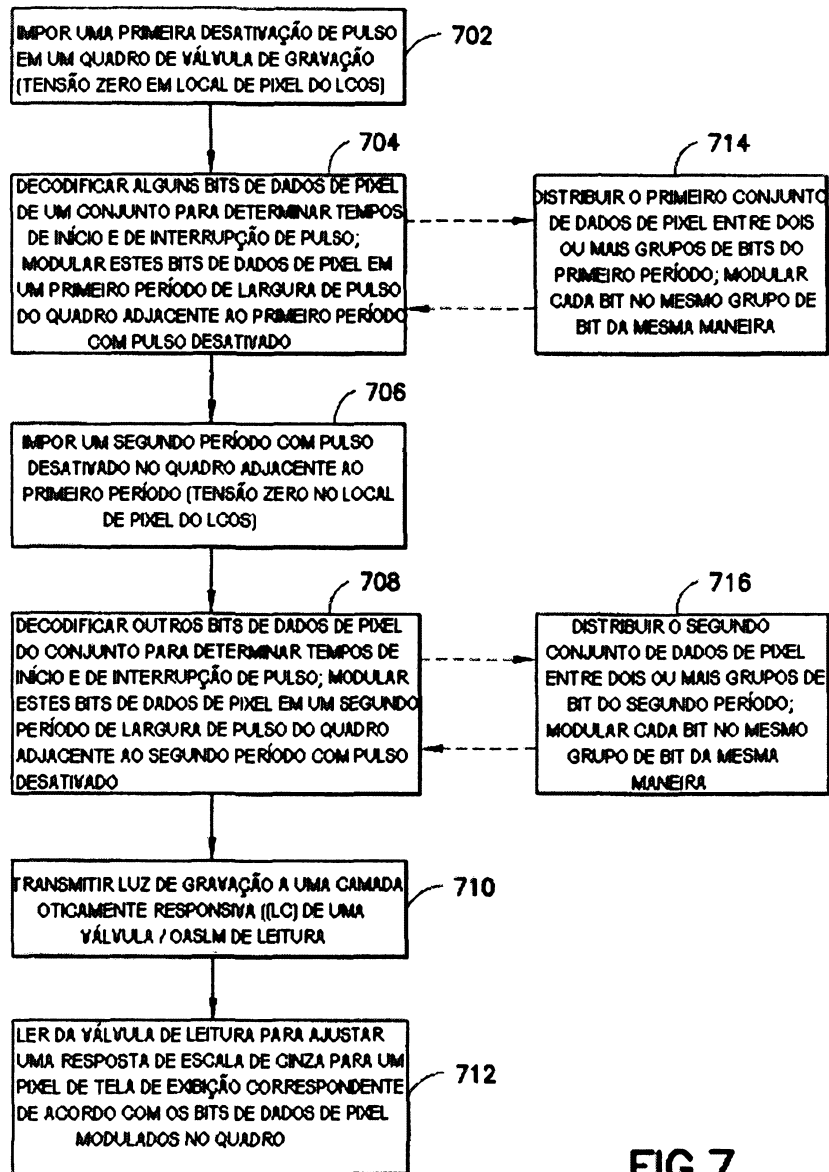 IMPOR UMA PRIMEIRA DESATIVAÇÃO DE PULSO
EM UM QUADRO DE VÁLVULA DE GRAVAÇÃO
(TENSÃO ZERO EM LOCAL DE PIXEL DO LCOS)
702
704
DECODIFICAR ALGUNS BITS DE DADOS DE PIXEL
DE UM CONJUNTO PARA DETERMINAR TEMPOS
DE INÍCIO E DE INTERRUPÇÃO DE PULSO;
MODULAR ESTES BITS DE DADOS DE PIXEL EM
UM PRIMEIRO PERÍODO DE LARGURA DE PULSO
DO QUADRO ADJACENTE AO PRIMEIRO PERÍODO
COM PULSO DESATIVADO
714
DISTRIBUIR O PRIMEIRO CONJUNTO
DE DADOS DE PIXEL ENTRE DOIS
OU MAIS GRUPOS DE BITS DO
PRIMEIRO PERÍODO; MODULAR
CADA BIT NO MESMO GRUPO DE
BIT DA MESMA MANEIRA
706
IMPOR UM SEGUNDO PERÍODO COM PULSO
DESATIVADO NO QUADRO ADJACENTE AO
PRIMEIRO PERÍODO (TENSÃO ZERO NO LOCAL
DE PIXEL DO LCOS)
708
DECODIFICAR OUTROS BITS DE DADOS DE PIXEL
DO CONJUNTO PARA DETERMINAR TEMPOS DE
INÍCIO E DE INTERRUPÇÃO DE PULSO; MODULAR
ESTES BITS DE DADOS DE PIXEL EM UM SEGUNDO
PERÍODO DE LARGURA DE PULSO DO QUADRO
ADJACENTE AO SEGUNDO PERÍODO COM PULSO
DESATIVADO
716
DISTRIBUIR O SEGUNDO
CONJUNTO DE DADOS DE PIXEL
ENTRE DOIS OU MAIS GRUPOS DE
BIT DO SEGUNDO PERÍODO;
MODULAR CADA BIT NO MESMO
GRUPO DE BIT DA MESMA
MANEIRA
TRANSMITIR LUZ DE GRAVAÇÃO A UMA CAMADA
OTICAMENTE RESPONSIVA ((LC) DE UMA
VÁLVULA / OASLM DE LEITURA
710
LER DA VÁLVULA DE LEITURA PARA AJUSTAR
UMA RESPOSTA DE ESCALA DE CINZA PARA UM
PIXEL DE TELA DE EXIBIÇÃO CORRESPONDENTE
DE ACORDO COM OS BITS DE DADOS DE PIXEL
MODULADOS NO QUADRO
712
FIG.7